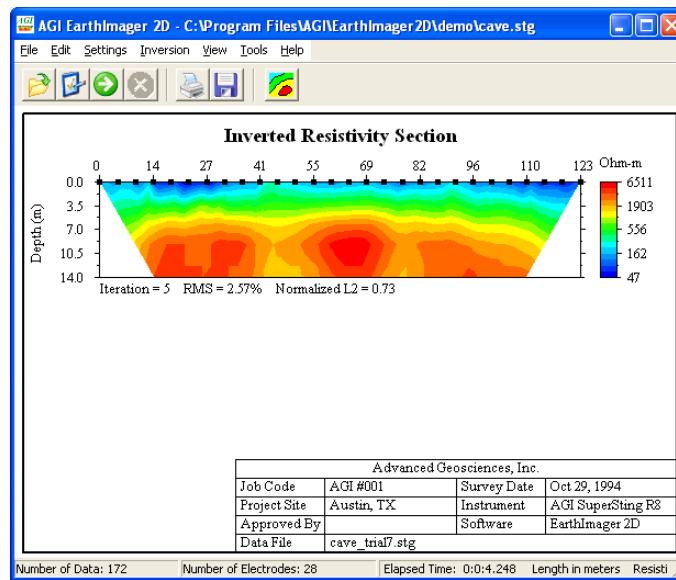 AGI EarthImager 2D - C:\Program Files\AGI\EarthImager2D\demo\cave.stg
File Edit Settings Inversion View Tools Help
Inverted Resistivity Section
0 14 27 41 55 69 82 96 110 123 Ohm-m
0.0 3.5 7.0 10.5 14.0
Depth (m)
6511 1903 556 162 47
Iteration = 5 RMS = 2.57% Normalized L2 = 0.73
Advanced Geosciences, Inc.
Job Code AGI #001 Survey Date Oct 29, 1994
Project Site Austin, TX Instrument AGI SuperSting R8
Approved By Software EarthImager 2D
Data File cave_trial7.stg
Number of Data: 172 Number of Electrodes: 28 Elapsed Time: 0:0:4.248 Length in meters Resisti